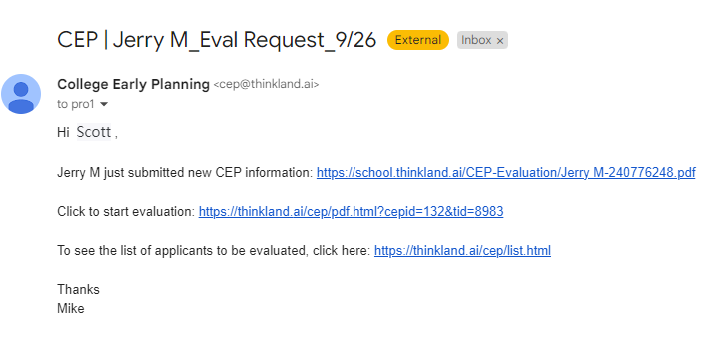 CEP | Jerry M_Eval Request_9/26 External Inbox ×
College Early Planning <cep@thinkland.ai>
to pro1
Hi Scott ,
Jerry M just submitted new CEP information: https://school.thinkland.ai/CEP-Evaluation/Jerry M-240776248.pdf
Click to start evaluation: https://thinkland.ai/cep/pdf.html?cepid=132&tid=8983
To see the list of applicants to be evaluated, click here: https://thinkland.ai/cep/list.html
Thanks
Mike